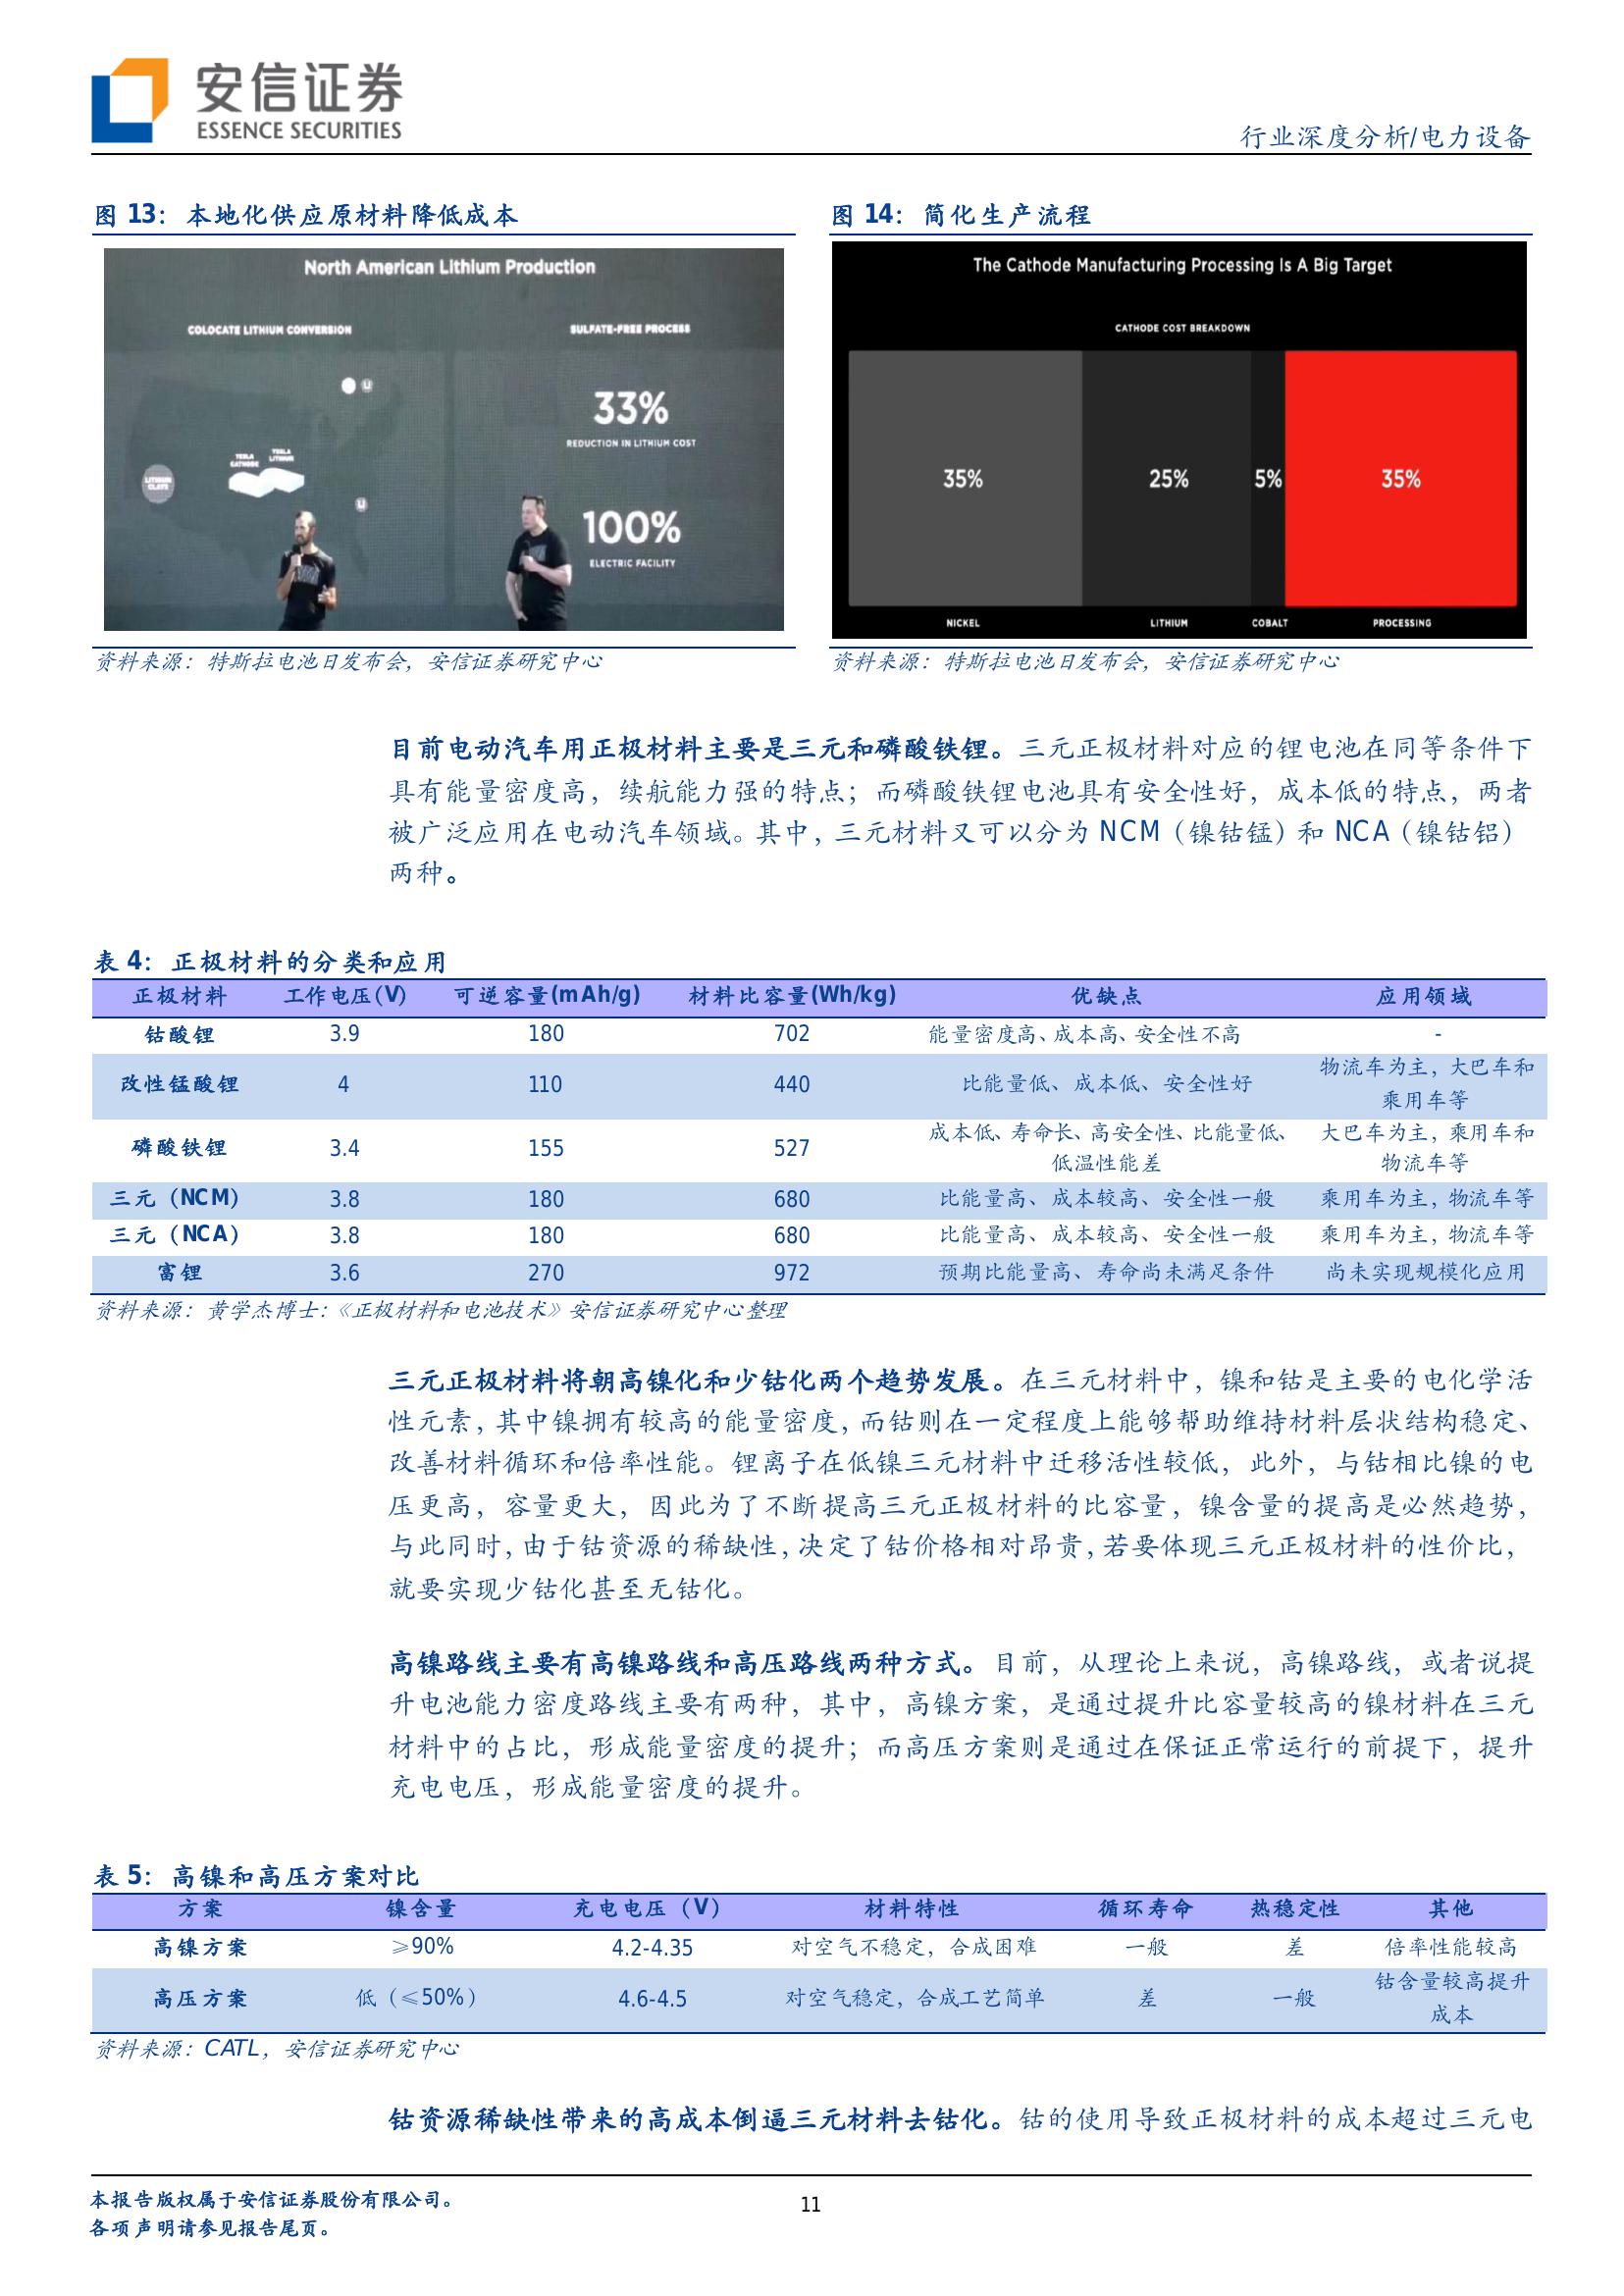 安信证券
ESSENCE SECURITIES
行业深度分析/电力设备
图 13：本地化供应原材料降低成本
North American Lithium Production
COLOCATE LITHIUM CONVERSION
SULFATE-FREE PROCESS
33%
REDUCTION IN LITHIUM COST
TESLA CATHODE
TESLA LITHIUM
LITHIUM CLAYS
100%
ELECTRIC FACILITY
资料来源：特斯拉电池日发布会，安信证券研究中心
图 14：简化生产流程
The Cathode Manufacturing Processing Is A Big Target
CATHODE COST BREAKDOWN
35% 25% 5% 35%
NICKEL LITHIUM COBALT PROCESSING
资料来源：特斯拉电池日发布会，安信证券研究中心
目前电动汽车用正极材料主要是三元和磷酸铁锂。三元正极材料对应的锂电池在同等条件下
具有能量密度高，续航能力强的特点；而磷酸铁锂电池具有安全性好，成本低的特点，两者
被广泛应用在电动汽车领域。其中，三元材料又可以分为 NCM（镍钴锰）和 NCA（镍钴铝）
两种。
表 4：正极材料的分类和应用
正极材料 工作电压(V) 可逆容量(mAh/g) 材料比容量(Wh/kg) 优缺点 应用领域
钴酸锂 3.9 180 702 能量密度高、成本高、安全性不高 -
改性锰酸锂 4 110 440 比能量低、成本低、安全性好 物流车为主，大巴车和
乘用车等
磷酸铁锂 3.4 155 527 成本低、寿命长、高安全性、比能量低、 大巴车为主，乘用车和
低温性能差 物流车等
三元（NCM） 3.8 180 680 比能量高、成本较高、安全性一般 乘用车为主，物流车等
三元（NCA） 3.8 180 680 比能量高、成本较高、安全性一般 乘用车为主，物流车等
富锂 3.6 270 972 预期比能量高、寿命尚未满足条件 尚未实现规模化应用
资料来源：黄学杰博士：《正极材料和电池技术》安信证券研究中心整理
三元正极材料将朝高镍化和少钴化两个趋势发展。在三元材料中，镍和钴是主要的电化学活
性元素，其中镍拥有较高的能量密度，而钴则在一定程度上能够帮助维持材料层状结构稳定、
改善材料循环和倍率性能。锂离子在低镍三元材料中迁移活性较低，此外，与钴相比镍的电
压更高，容量更大，因此为了不断提高三元正极材料的比容量，镍含量的提高是必然趋势，
与此同时，由于钴资源的稀缺性，决定了钴价格相对昂贵，若要体现三元正极材料的性价比，
就要实现少钴化甚至无钴化。
高镍路线主要有高镍路线和高压路线两种方式。目前，从理论上来说，高镍路线，或者说提
升电池能力密度路线主要有两种，其中，高镍方案，是通过提升比容量较高的镍材料在三元
材料中的占比，形成能量密度的提升；而高压方案则是通过在保证正常运行的前提下，提升
充电电压，形成能量密度的提升。
表 5：高镍和高压方案对比
方案 镍含量 充电电压（V） 材料特性 循环寿命 热稳定性 其他
高镍方案 ≥90% 4.2-4.35 对空气不稳定，合成困难 一般 差 倍率性能较高
高压方案 低（≤50%） 4.6-4.5 对空气稳定，合成工艺简单 差 一般 钴含量较高提升
成本
资料来源：CATL，安信证券研究中心
钴资源稀缺性带来的高成本倒逼三元材料去钴化。钴的使用导致正极材料的成本超过三元电
本报告版权属于安信证券股份有限公司。
各项声明请参见报告尾页。
11